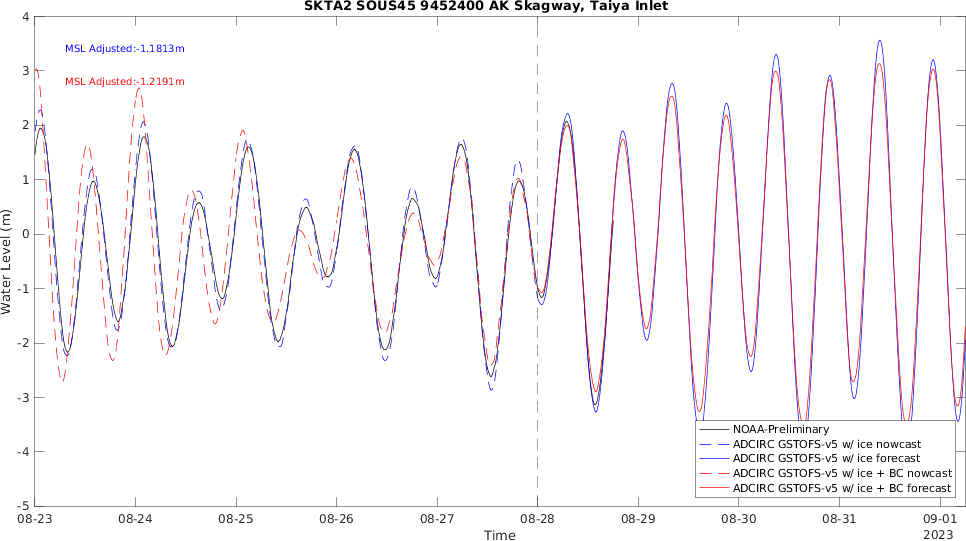 SKTA2 SOUS45 9452400 AK Skagway, Taiya Inlet
MSL Adjusted:-1.1813m
MSL Adjusted:-1.2191m
Water Level (m)
4
3
2
1
0
-1
-2
-3
-4
-5
NOAA-Preliminary
ADCIRC GSTOFS-v5 w/ ice nowcast
ADCIRC GSTOFS-v5 w/ ice forecast
ADCIRC GSTOFS-v5 w/ ice + BC nowcast
ADCIRC GSTOFS-v5 w/ ice + BC forecast
08-23 08-24 08-25 08-26 08-27 08-28 08-29 08-30 08-31 09-01
2023
Time